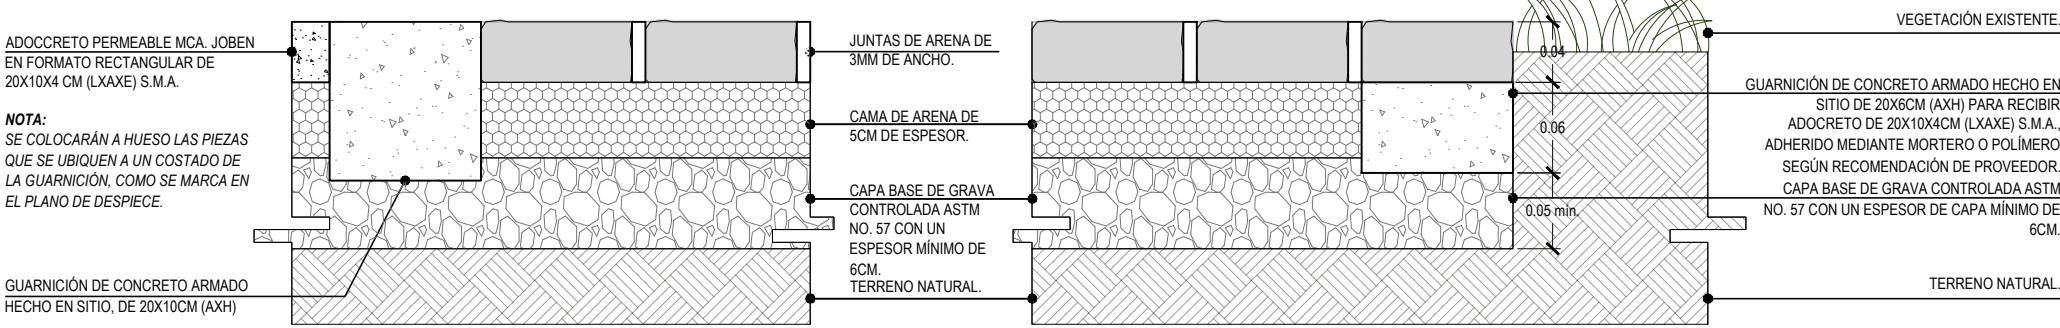 ADOCCRETO PERMEABLE MCA. JOBEN
EN FORMATO RECTANGULAR DE
20X10X4 CM (LXAXE) S.M.A.
NOTA:
SE COLOCARÁN A HUESO LAS PIEZAS
QUE SE UBIQUEN A UN COSTADO DE
LA GUARNICIÓN, COMO SE MARCA EN
EL PLANO DE DESPIECE.
GUARNICIÓN DE CONCRETO ARMADO
HECHO EN SITIO, DE 20X10CM (AXH)
JUNTAS DE ARENA DE
3MM DE ANCHO.
CAMA DE ARENA DE
5CM DE ESPESOR.
CAPA BASE DE GRAVA
CONTROLADA ASTM
NO. 57 CON UN
ESPESOR MÍNIMO DE
6CM.
TERRENO NATURAL.
0.04
0.06
0.05 min.
VEGETACIÓN EXISTENTE.
GUARNICIÓN DE CONCRETO ARMADO HECHO EN
SITIO DE 20X6CM (AXH) PARA RECIBIR
ADOCRETO DE 20X10X4CM (LXAXE) S.M.A.,
ADHERIDO MEDIANTE MORTERO O POLÍMERO
SEGÚN RECOMENDACIÓN DE PROVEEDOR.
CAPA BASE DE GRAVA CONTROLADA ASTM
NO. 57 CON UN ESPESOR DE CAPA MÍNIMO DE
6CM.
TERRENO NATURAL.